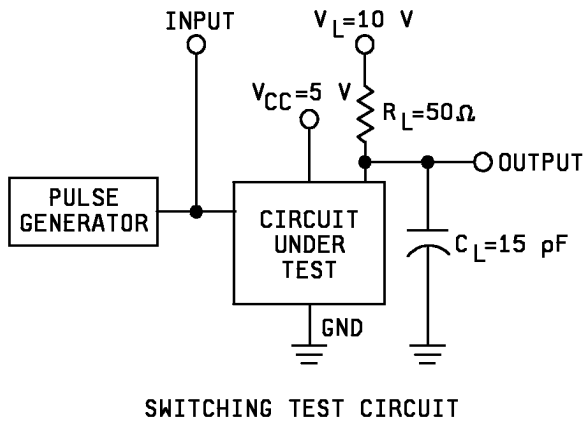 INPUT
V_L=10 V
V_CC=5 V
R_L=50Ω
OUTPUT
PULSE
GENERATOR
CIRCUIT
UNDER
TEST
C_L=15 pF
GND
SWITCHING TEST CIRCUIT